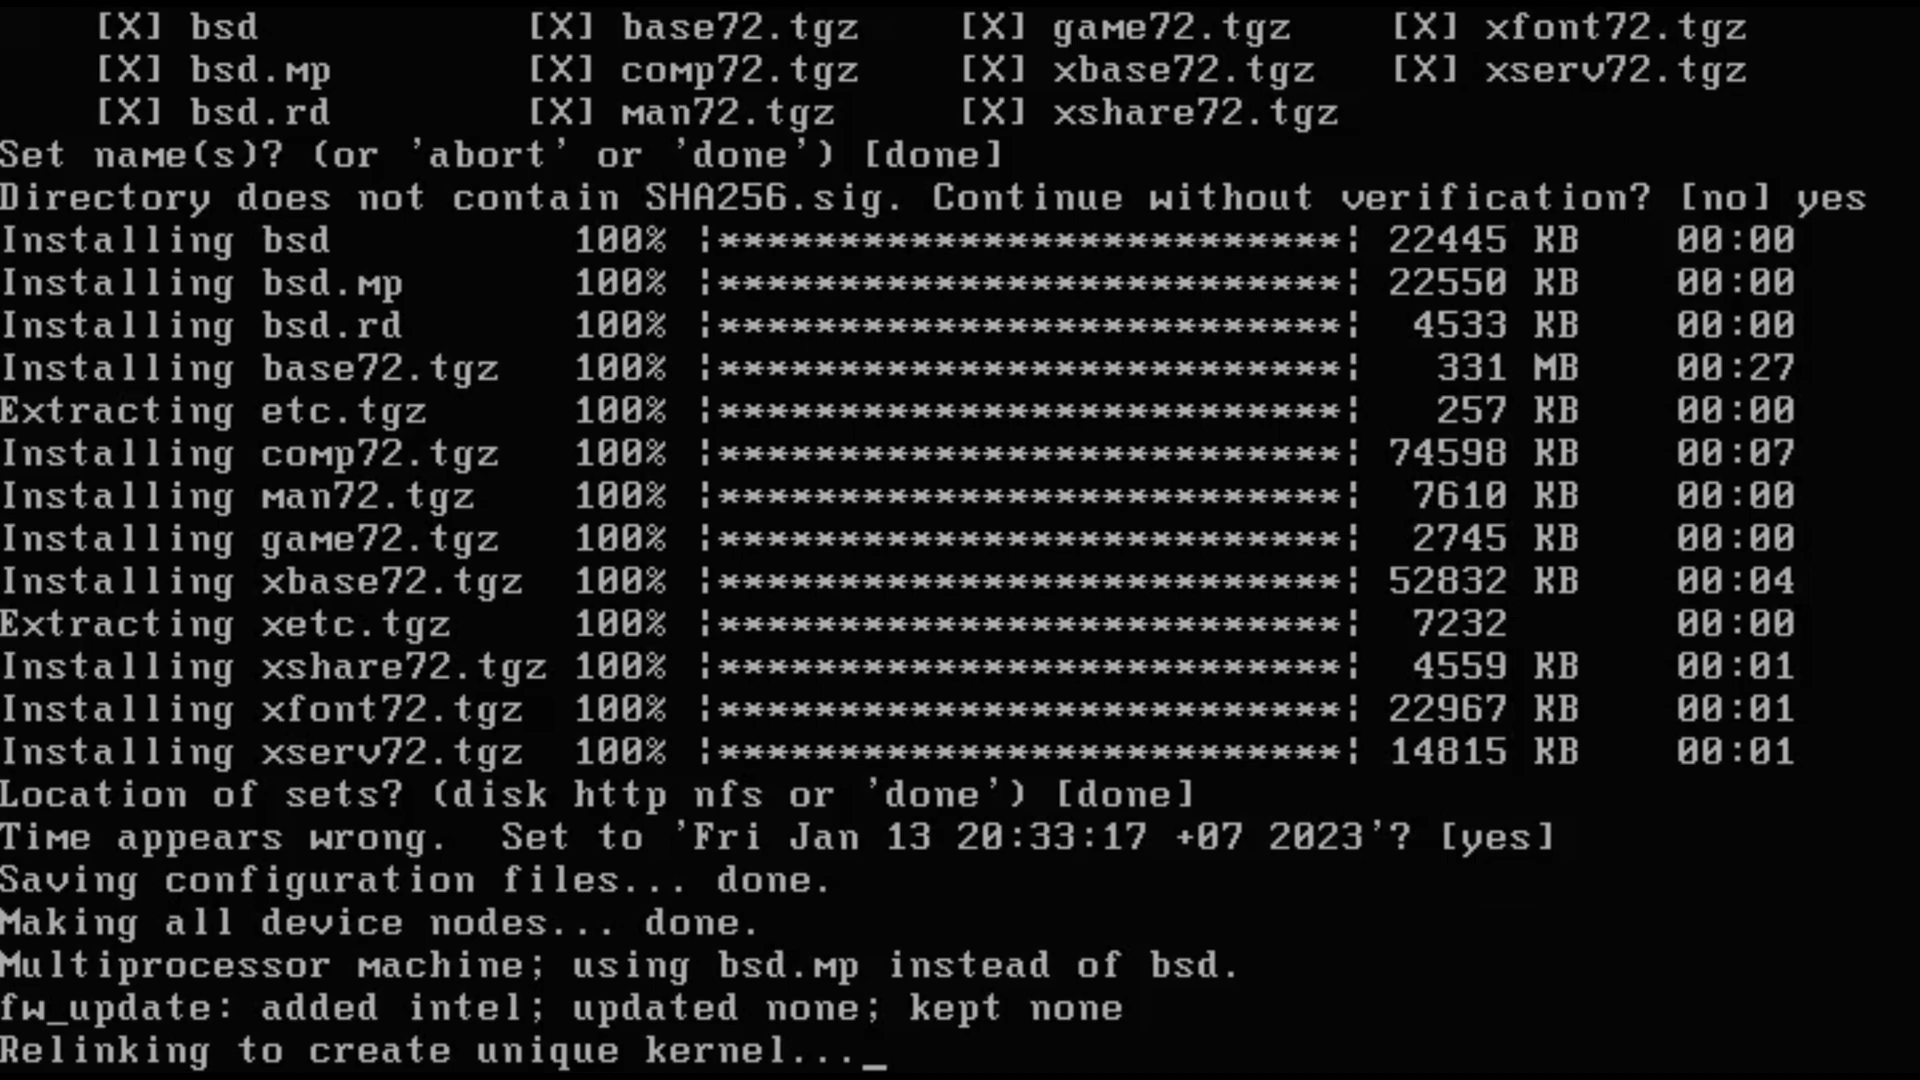 [X] bsd [X] base72.tgz [X] game72.tgz [X] xfont72.tgz
[X] bsd.mp [X] comp72.tgz [X] xbase72.tgz [X] xserv72.tgz
[X] bsd.rd [X] man72.tgz [X] xshare72.tgz
Set name(s)? (or 'abort' or 'done') [done]
Directory does not contain SHA256.sig. Continue without verification? [no] yes
Installing bsd 100% |**************************| 22445 KB 00:00
Installing bsd.mp 100% |**************************| 22550 KB 00:00
Installing bsd.rd 100% |**************************| 4533 KB 00:00
Installing base72.tgz 100% |**************************| 331 MB 00:27
Extracting etc.tgz 100% |**************************| 257 KB 00:00
Installing comp72.tgz 100% |**************************| 74598 KB 00:07
Installing man72.tgz 100% |**************************| 7610 KB 00:00
Installing game72.tgz 100% |**************************| 2745 KB 00:00
Installing xbase72.tgz 100% |**************************| 52832 KB 00:04
Extracting xetc.tgz 100% |**************************| 7232 00:00
Installing xshare72.tgz 100% |**************************| 4559 KB 00:01
Installing xfont72.tgz 100% |**************************| 22967 KB 00:01
Installing xserv72.tgz 100% |**************************| 14815 KB 00:01
Location of sets? (disk http nfs or 'done') [done]
Time appears wrong. Set to 'Fri Jan 13 20:33:17 +07 2023'? [yes]
Saving configuration files... done.
Making all device nodes... done.
Multiprocessor machine; using bsd.mp instead of bsd.
fw_update: added intel; updated none; kept none
Relinking to create unique kernel..._